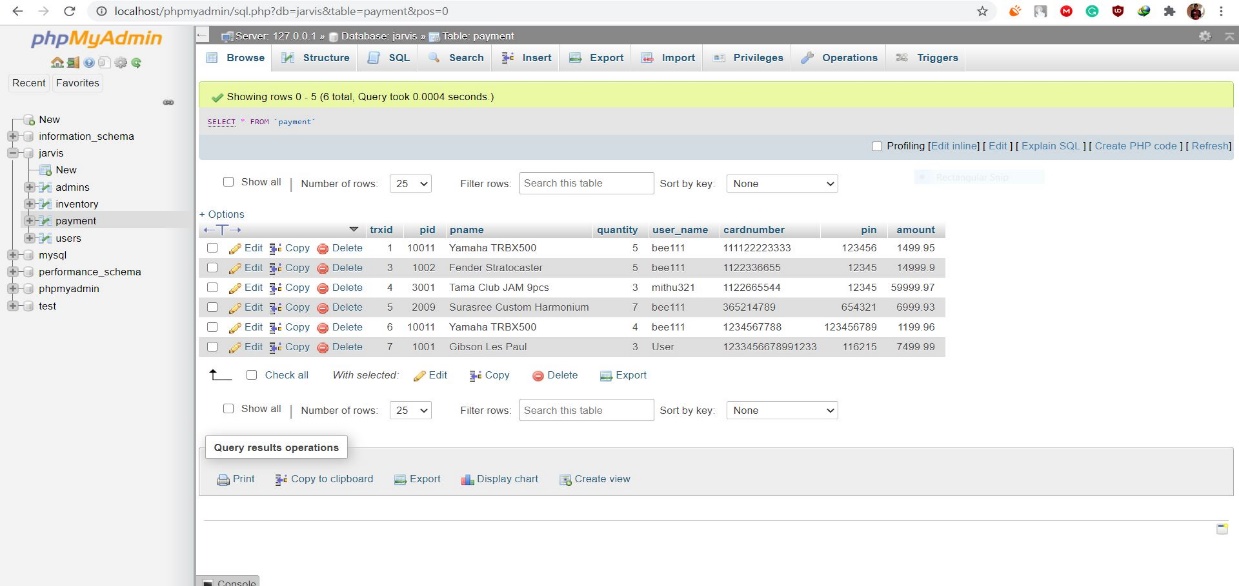 localhost/phpmyadmin/sql.php?db=jarvis&table=payment&pos=0
phpMyAdmin
Recent Favorites
New
information_schema
jarvis
New
admins
inventory
payment
users
mysql
performance_schema
phpmyadmin
test
Server: 127.0.0.1 » Database: jarvis » Table: payment
Browse Structure SQL Search Insert Export Import Privileges Operations Triggers
Showing rows 0 - 5 (6 total, Query took 0.0004 seconds.)
SELECT * FROM `payment`
Profiling [Edit inline] [ Edit ] [ Explain SQL ] [ Create PHP code ] [ Refresh]
Show all | Number of rows: 25 Filter rows: Search this table Sort by key: None
+ Options
←T→ trxid pid pname quantity user_name cardnumber pin amount
Edit Copy Delete 1 10011 Yamaha TRBX500 5 bee111 111122223333 123456 1499.95
Edit Copy Delete 3 1002 Fender Stratocaster 5 bee111 1122336655 12345 14999.9
Edit Copy Delete 4 3001 Tama Club JAM 9pcs 3 mithu321 1122665544 12345 59999.97
Edit Copy Delete 5 2009 Surasree Custom Harmonium 7 bee111 365214789 654321 6999.93
Edit Copy Delete 6 10011 Yamaha TRBX500 4 bee111 1234567788 123456789 1199.96
Edit Copy Delete 7 1001 Gibson Les Paul 3 User 1233456678991233 116215 7499.99
Check all With selected: Edit Copy Delete Export
Show all | Number of rows: 25 Filter rows: Search this table Sort by key: None
Query results operations
Print Copy to clipboard Export Display chart Create view
Console